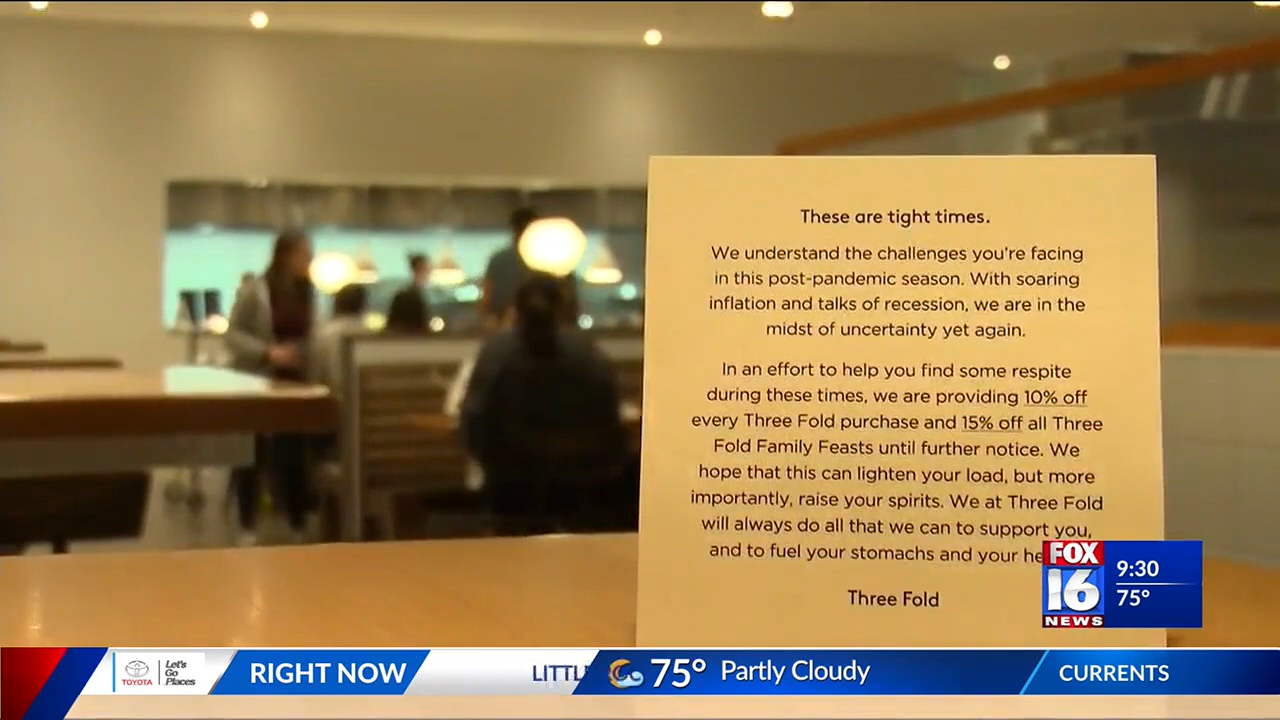 These are tight times.
We understand the challenges you're facing
in this post-pandemic season. With soaring
inflation and talks of recession, we are in the
midst of uncertainty yet again.
In an effort to help you find some respite
during these times, we are providing 10% off
every Three Fold purchase and 15% off all Three
Fold Family Feasts until further notice. We
hope that this can lighten your load, but more
importantly, raise your spirits. We at Three Fold
will always do all that we can to support you,
and to fuel your stomachs and your he
Three Fold
FOX
16
NEWS
9:30
75°
TOYOTA
Let's
Go
Places
RIGHT NOW
LITTL
75° Partly Cloudy
CURRENTS